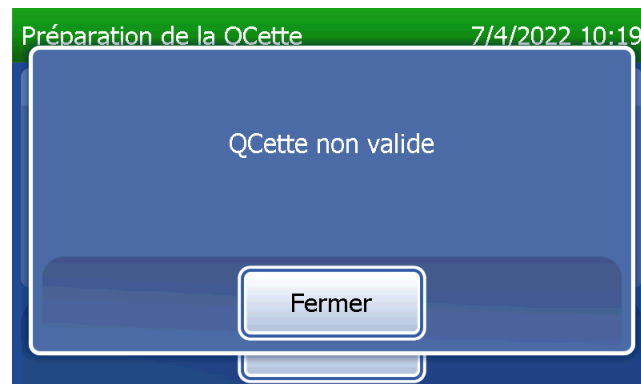 Préparation de la QCette 7/4/2022 10:19
QCette non valide
Fermer